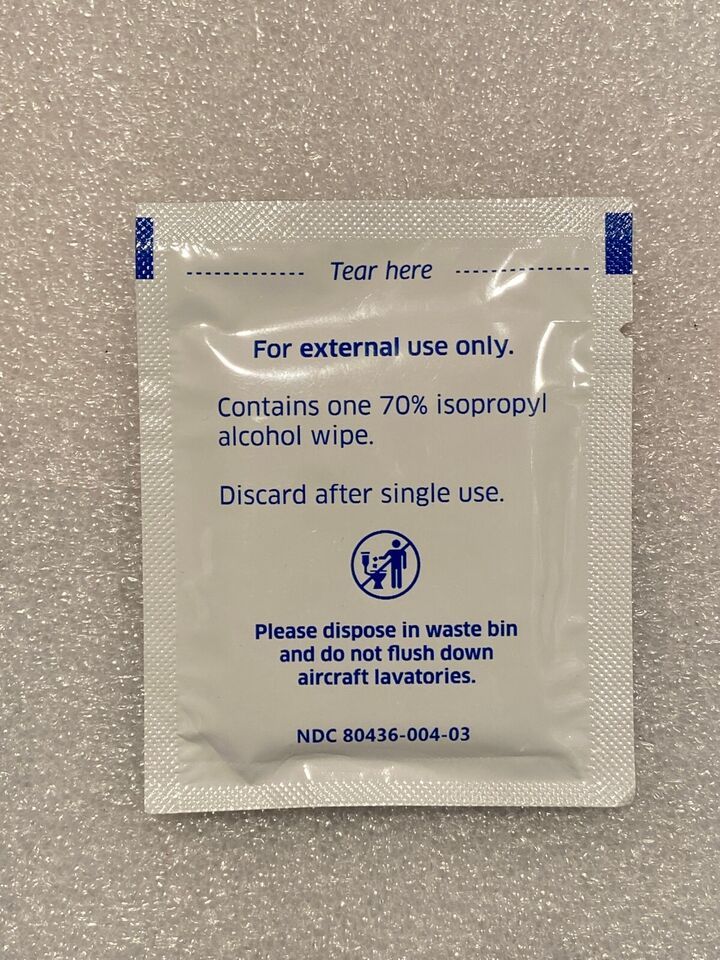 Tear here
For external use only.
Contains one 70% isopropyl
alcohol wipe.
Discard after single use.
Please dispose in waste bin
and do not flush down
aircraft lavatories.
NDC 80436-004-03